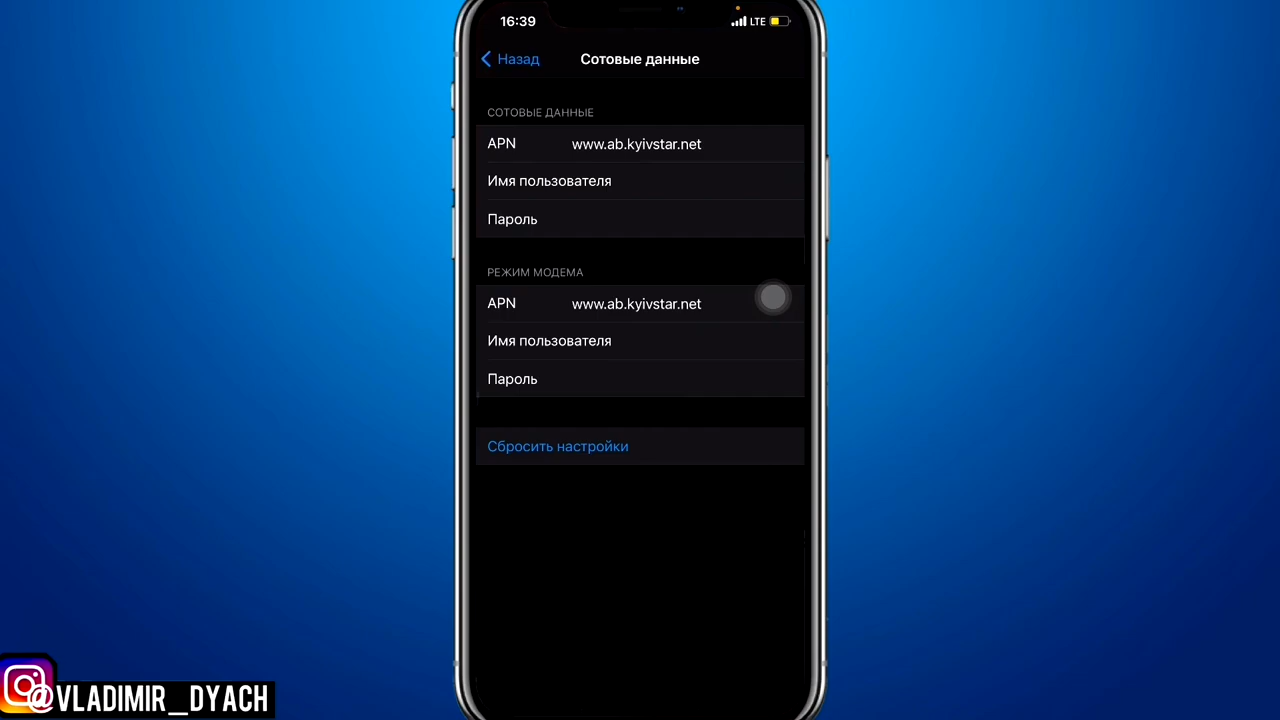 16:39
LTE
Назад
Сотовые данные
СОТОВЫЕ ДАННЫЕ
APN www.ab.kyivstar.net
Имя пользователя
Пароль
РЕЖИМ МОДЕМА
APN www.ab.kyivstar.net
Имя пользователя
Пароль
Сбросить настройки
@VLADIMIR_DYACH